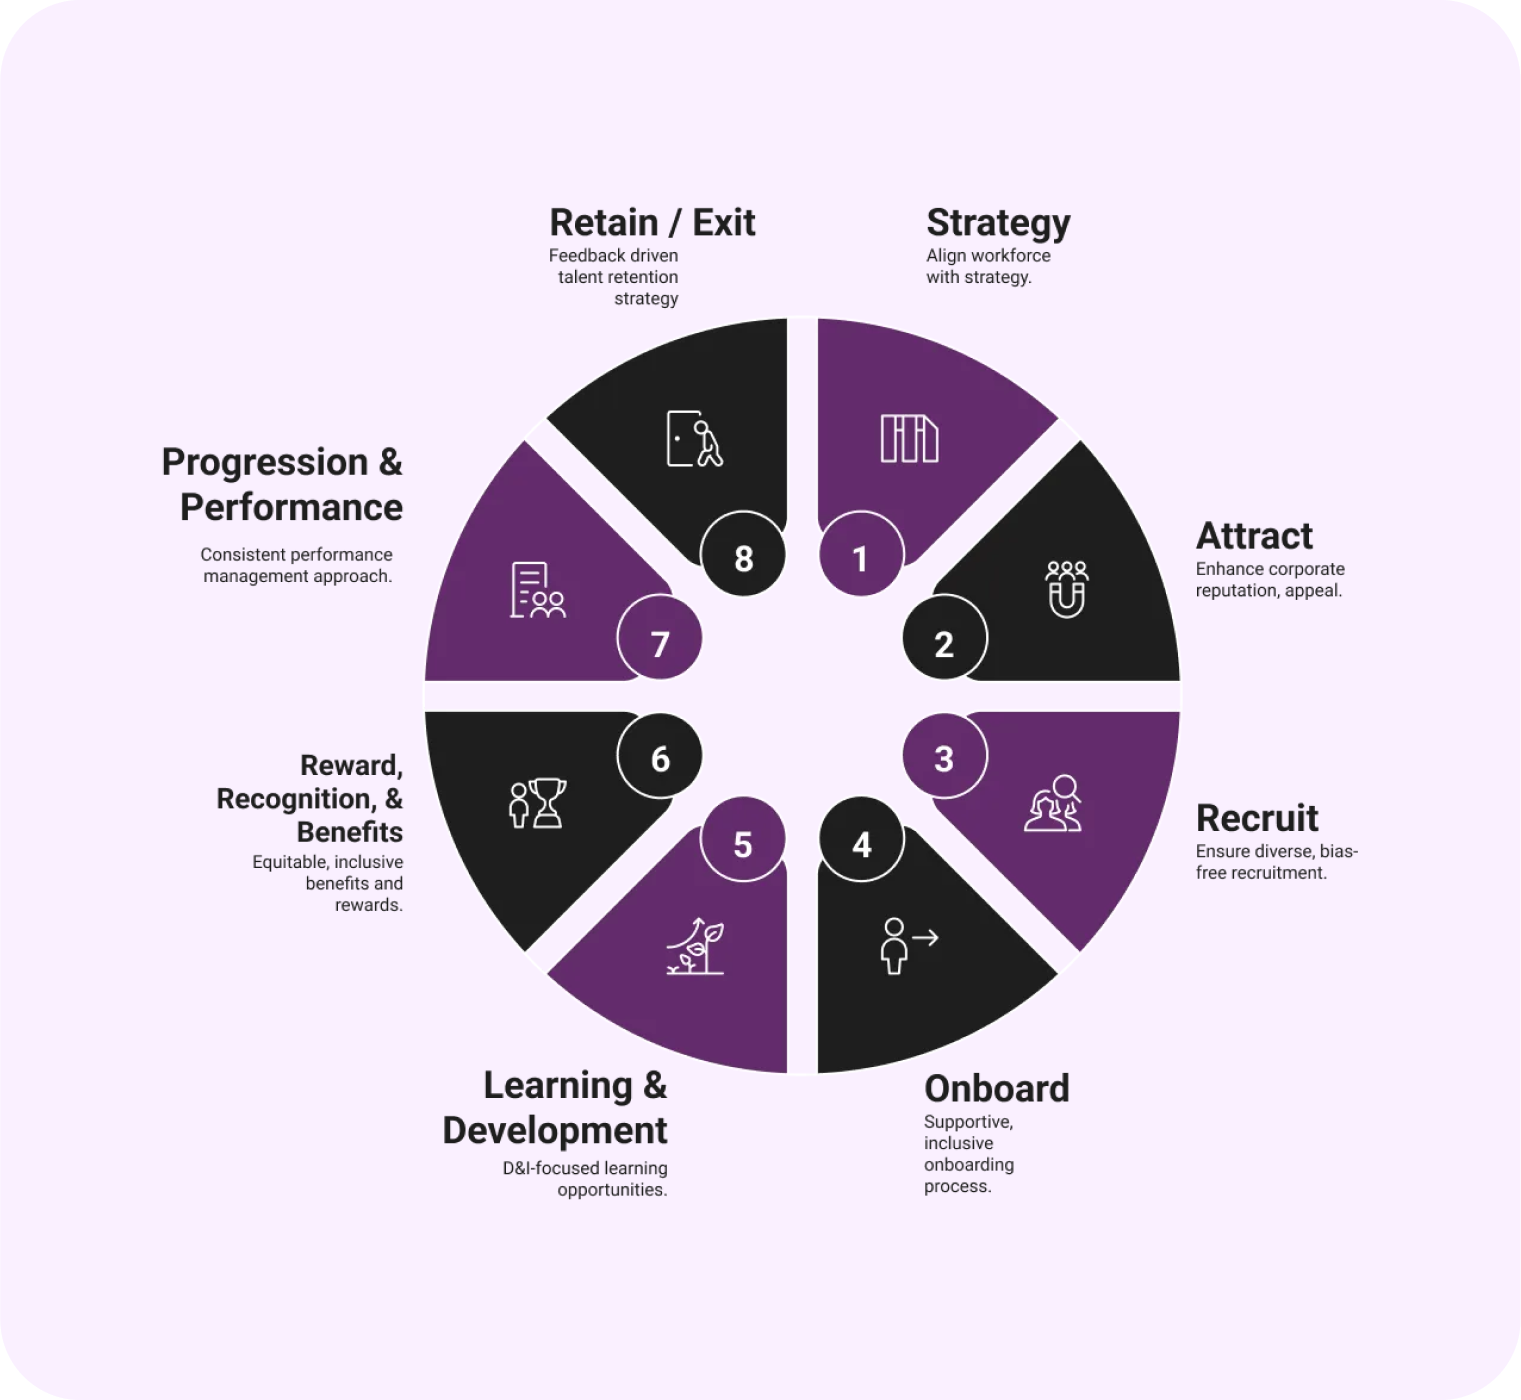 Retain / Exit
Feedback driven
talent retention
strategy
Strategy
Align workforce
with strategy.
Progression &
Performance
Consistent performance
management approach.
Attract
Enhance corporate
reputation, appeal.
8
1
7
2
6
3
5
4
Reward,
Recognition, &
Benefits
Equitable, inclusive
benefits and
rewards.
Recruit
Ensure diverse, bias-
free recruitment.
Learning &
Development
D&I-focused learning
opportunities.
Onboard
Supportive,
inclusive
onboarding
process.